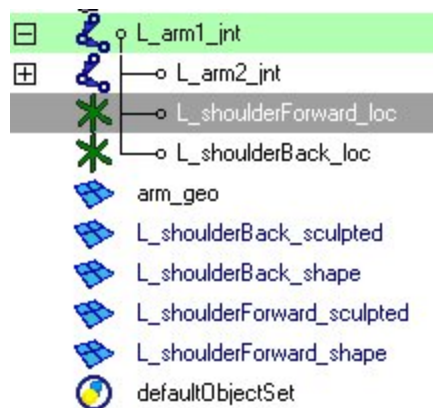 L_arm1_jnt
L_arm2_jnt
L_shoulderForward_loc
L_shoulderBack_loc
arm_geo
L_shoulderBack_sculpted
L_shoulderBack_shape
L_shoulderForward_sculpted
L_shoulderForward_shape
defaultObjectSet